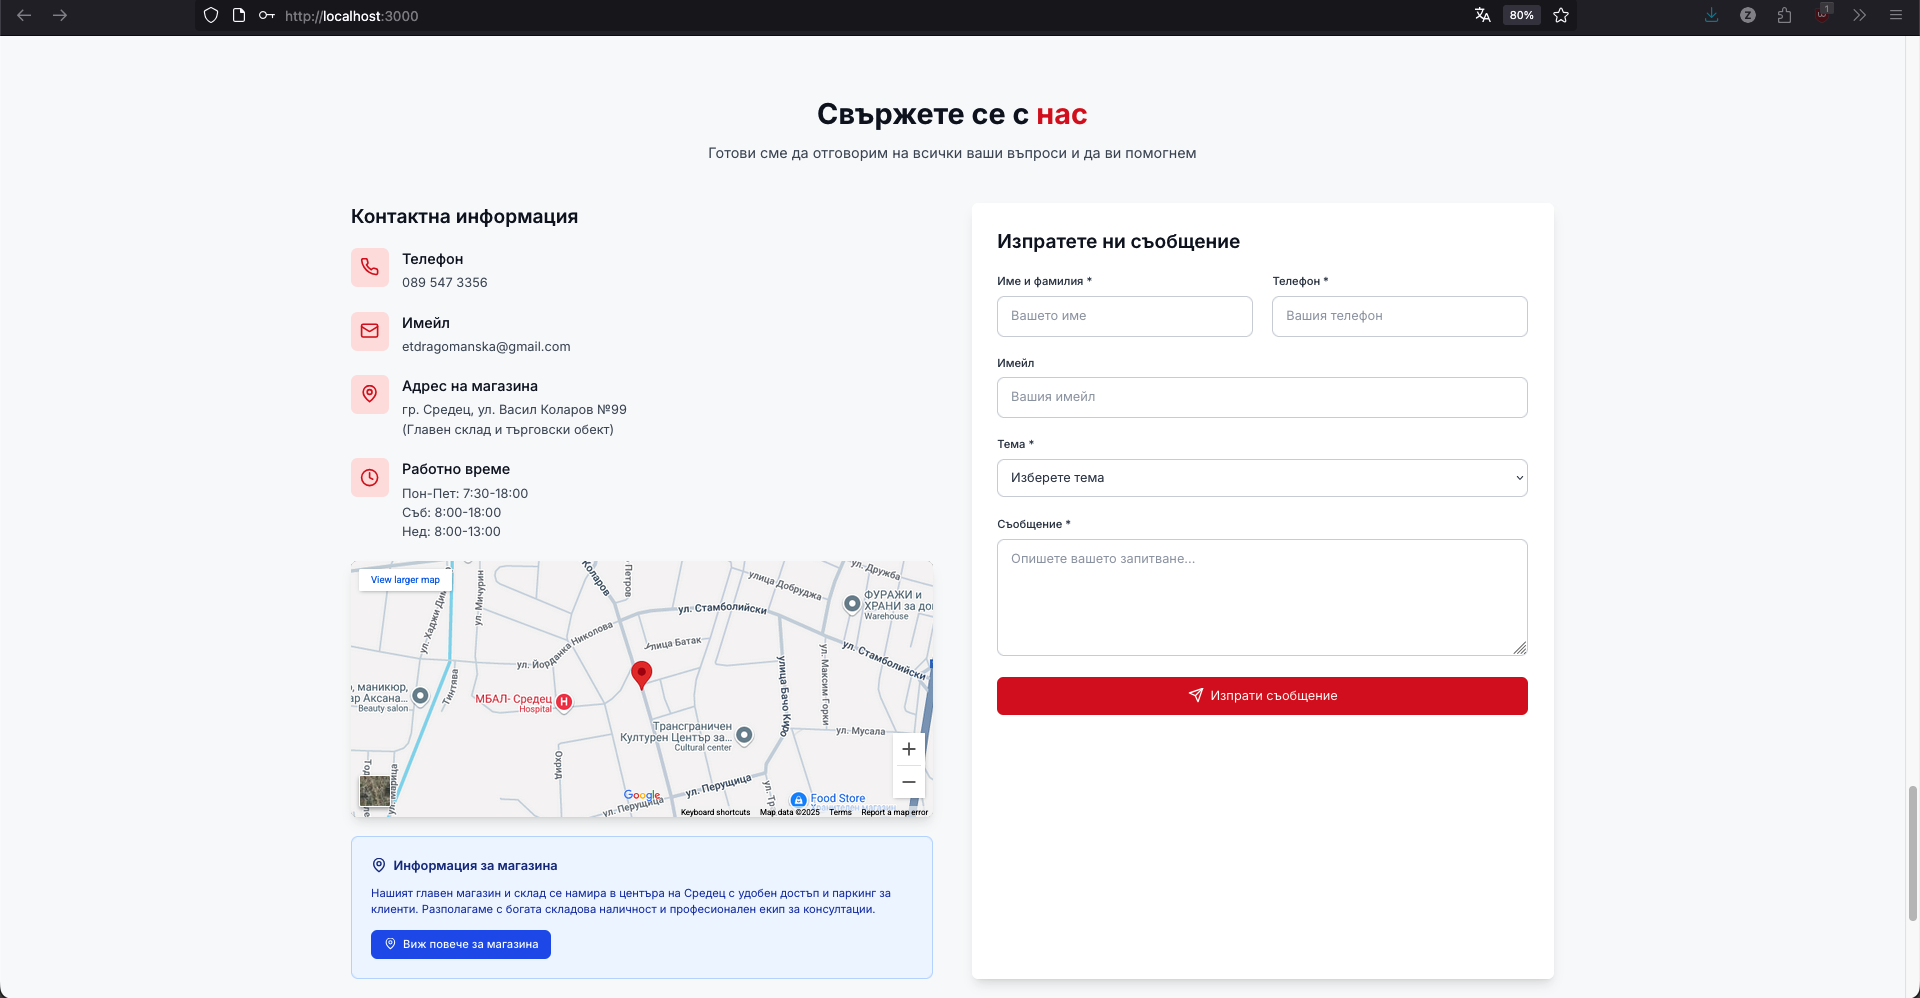 http://localhost:3000
80%
1
Свържете се с нас
Готови сме да отговорим на всички ваши въпроси и да ви помогнем
Контактна информация
Телефон
089 547 3356
Имейл
etdragomanska@gmail.com
Адрес на магазина
гр. Средец, ул. Васил Коларов №99
(Главен склад и търговски обект)
Работно време
Пон-Пет: 7:30-18:00
Съб: 8:00-18:00
Нед: 8:00-13:00
View larger map
ул. Мичурин
Коларов
Петров
улица Добруджа
ул. Дружба
ФУРАЖИ и
ХРАНИ за
Warehouse
ул. Стамболийски
ул. Хаджи
ул. Йорданка Николова
улица Батак
ул. Стамболийски
ул. Максим Горки
улица Бачо Киро
Тинтява
маникюр,
Аксана...
Beauty salon
МБАЛ- Средец
Hospital
H
Трансграничен
Културен Център за...
Cultural center
ул. Мусала
Охрид
ул. Марица
ул. Перущица
ул. Перущица
Food Store
Google
Keyboard shortcuts
Map data ©2025
Terms
Report a map error
Информация за магазина
Нашият главен магазин и склад се намира в центъра на Средец с удобен достъп и паркинг за
клиенти. Разполагаме с богата складова наличност и професионален екип за консултации.
Виж повече за магазина
Изпратете ни съобщение
Име и фамилия *
Телефон *
Вашето име
Вашия телефон
Имейл
Вашия имейл
Тема *
Изберете тема
Съобщение *
Опишете вашето запитване...
Изпрати съобщение